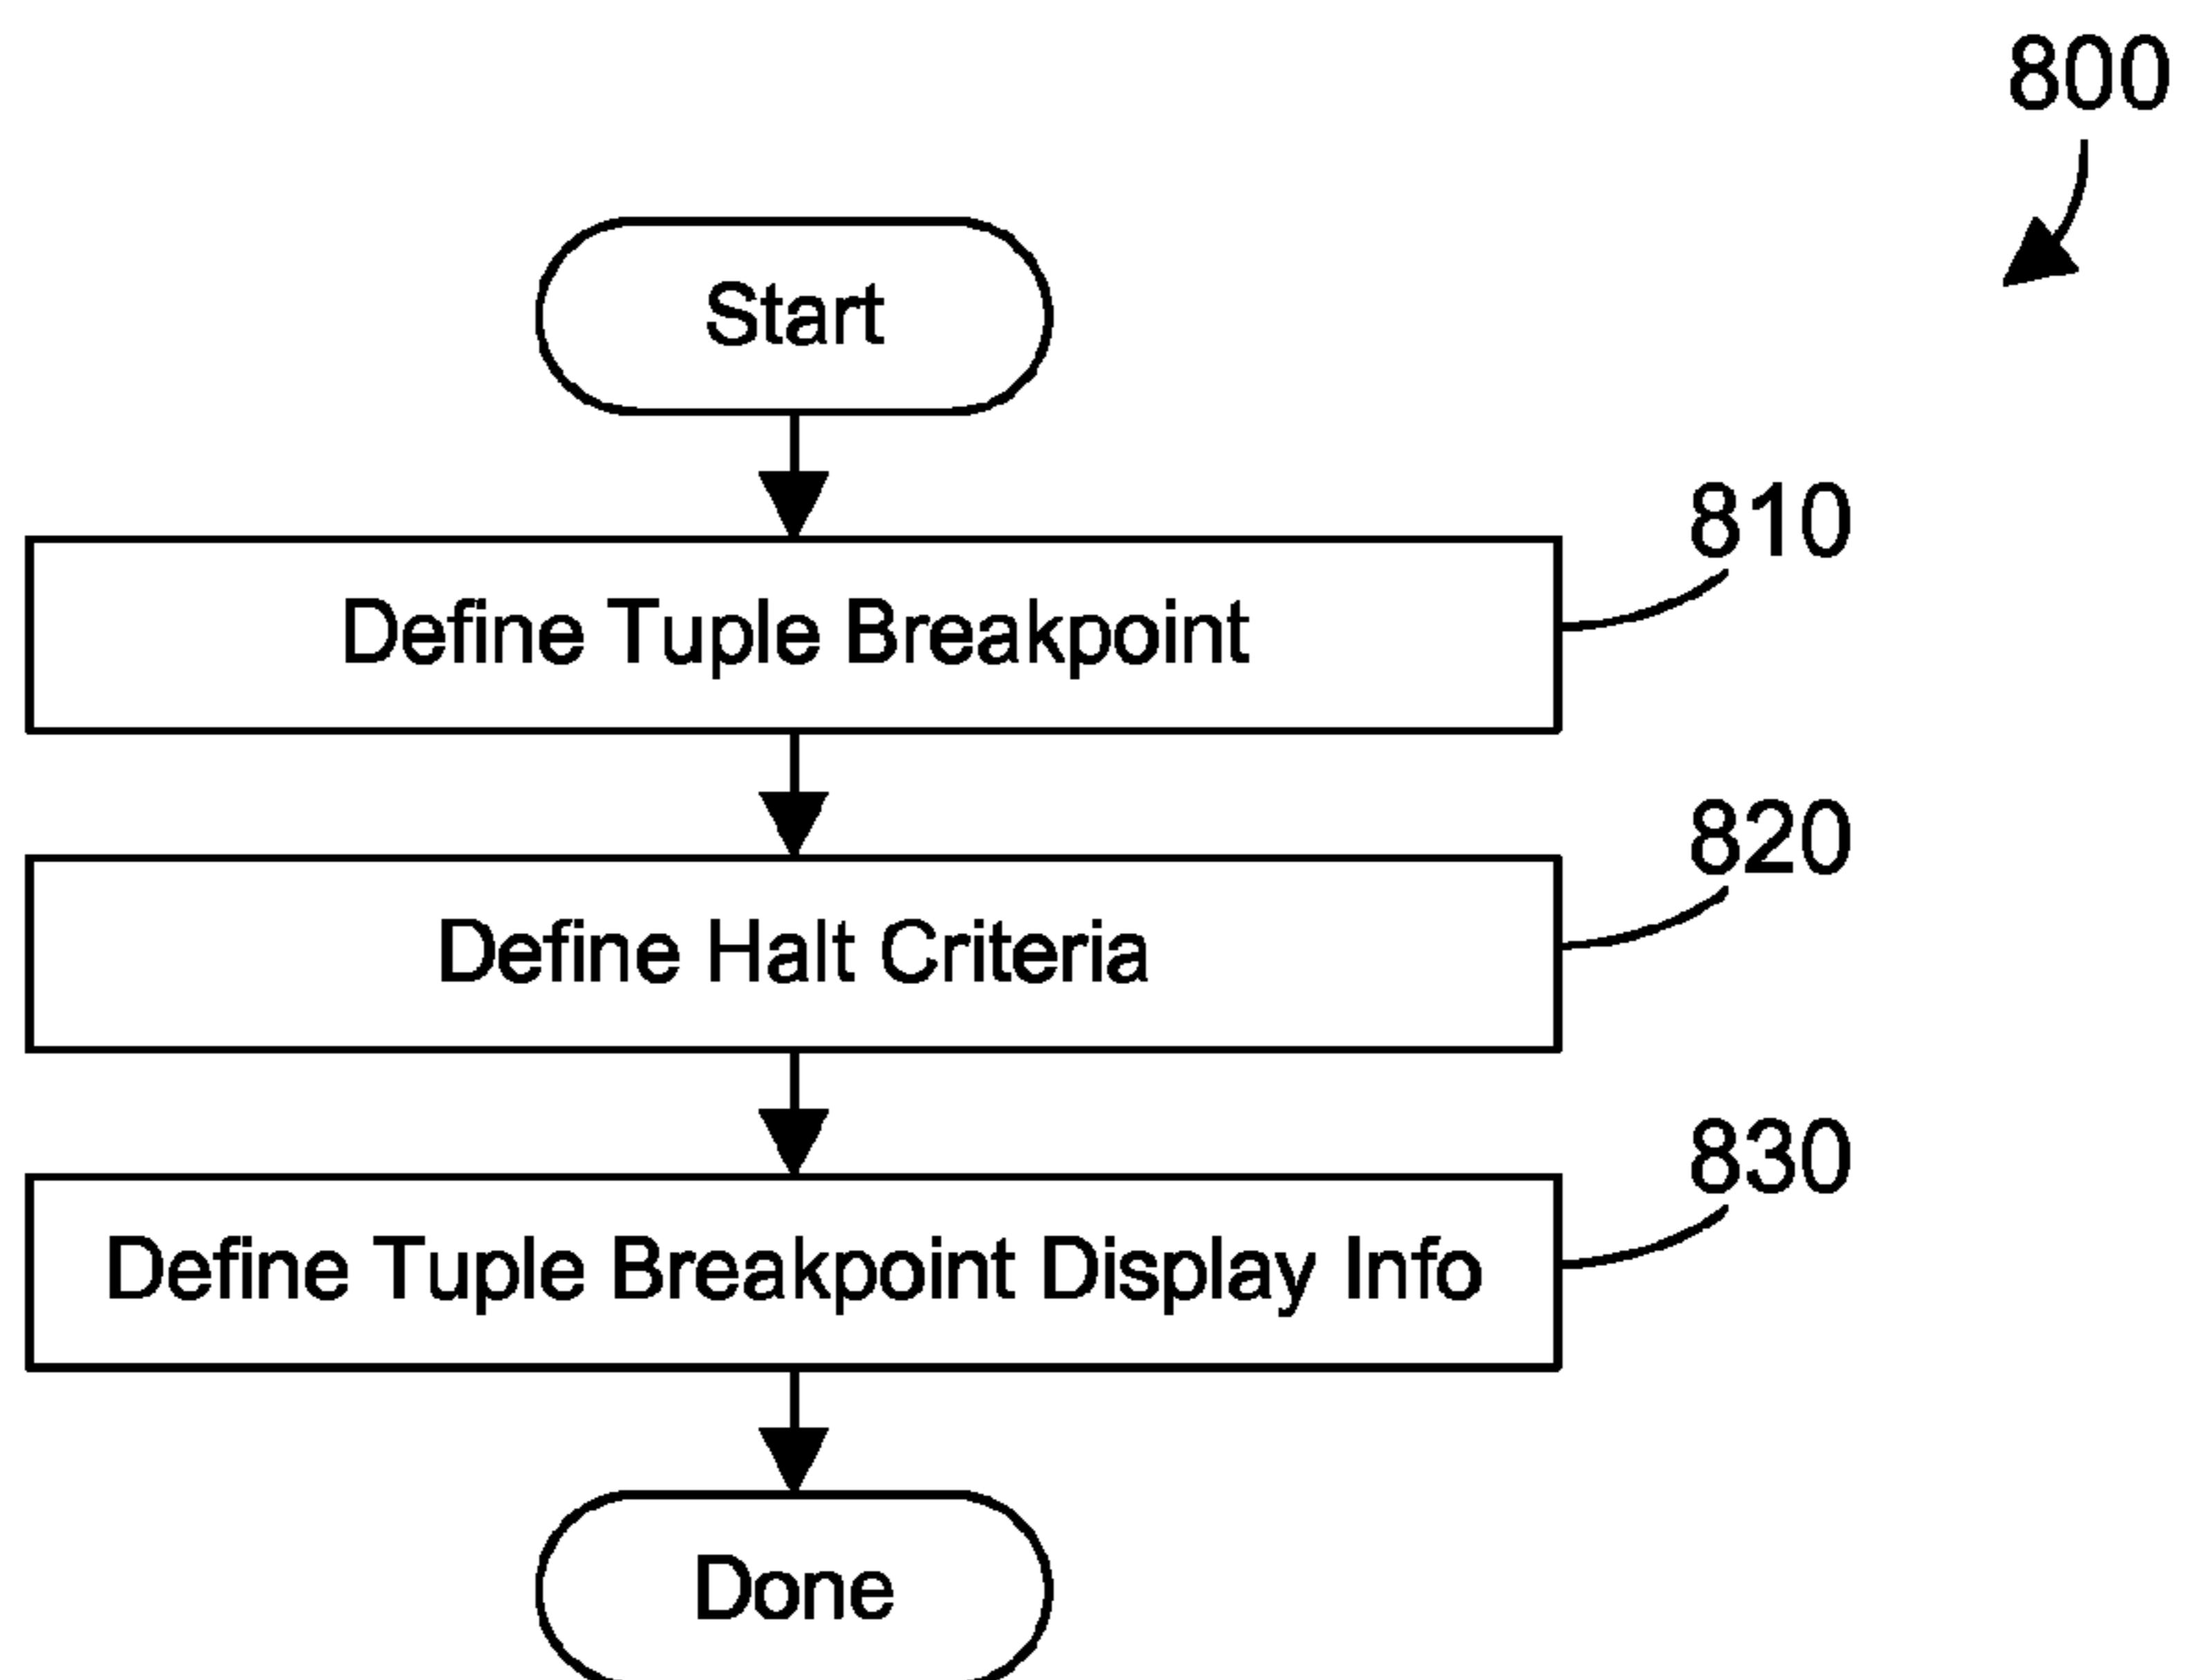 800
Start
810
Define Tuple Breakpoint
820
Define Halt Criteria
830
Define Tuple Breakpoint Display Info
Done